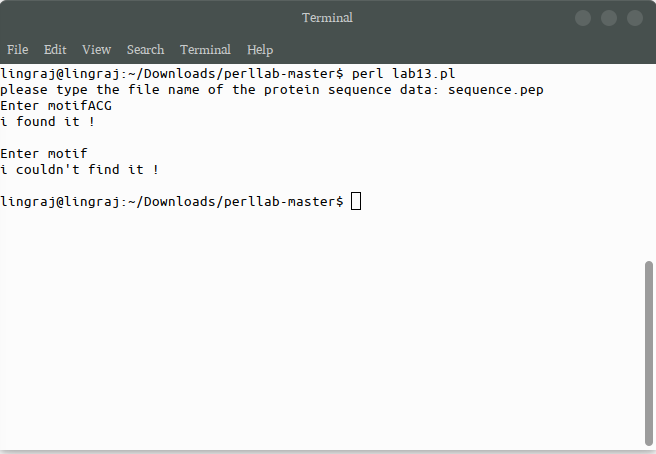 Terminal
File Edit View Search Terminal Help
lingraj@lingraj:~/Downloads/perllab-master$ perl lab13.pl
please type the file name of the protein sequence data: sequence.pep
Enter motifACG
i found it !
Enter motif
i couldn't find it !
lingraj@lingraj:~/Downloads/perllab-master$